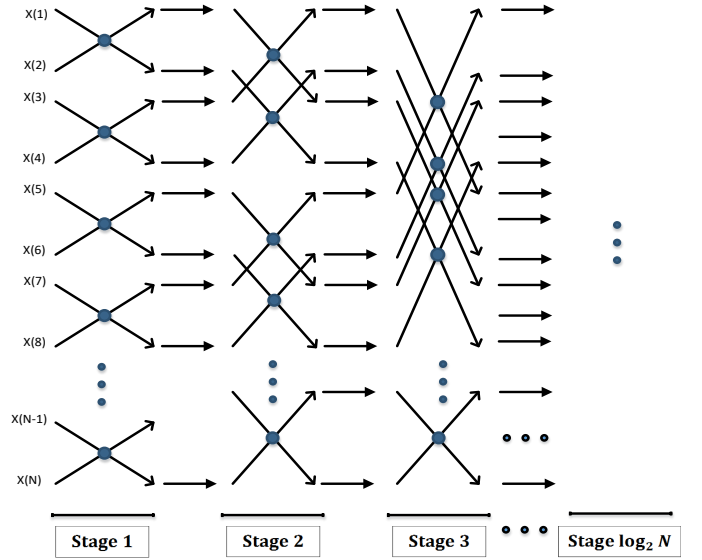 X(1)
X(2)
X(3)
X(4)
X(5)
X(6)
X(7)
X(8)
X(N-1)
X(N)
Stage 1
Stage 2
Stage 3
Stage log₂ N